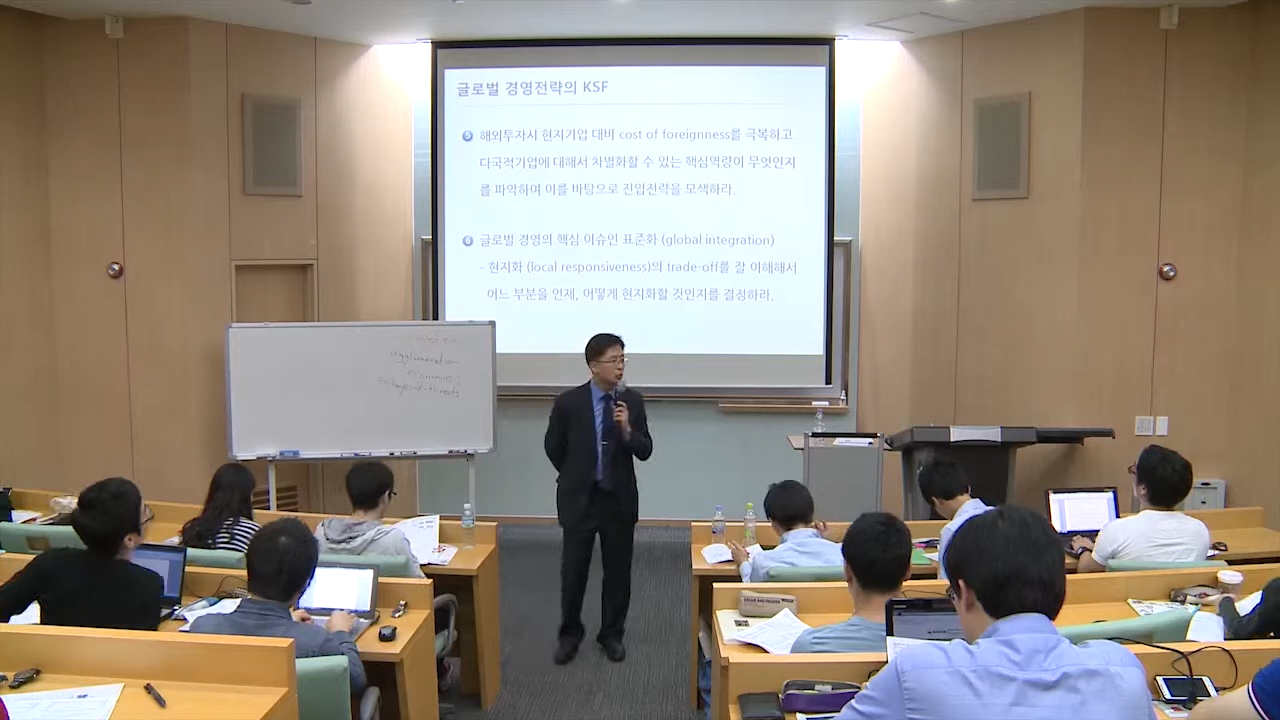 글로벌 경영전략의 KSF
5 해외투자시 현지기업 대비 cost of foreignness를 극복하고
다국적기업에 대해서 차별화할 수 있는 핵심역량이 무엇인지
를 파악하여 이를 바탕으로 진입전략을 모색하라.
6 글로벌 경영의 핵심 이슈인 표준화 (global integration)
- 현지화 (local responsiveness)의 trade-off를 잘 이해해서
어느 부분을 언제, 어떻게 현지화할 것인지를 결정하라.
agglomeration